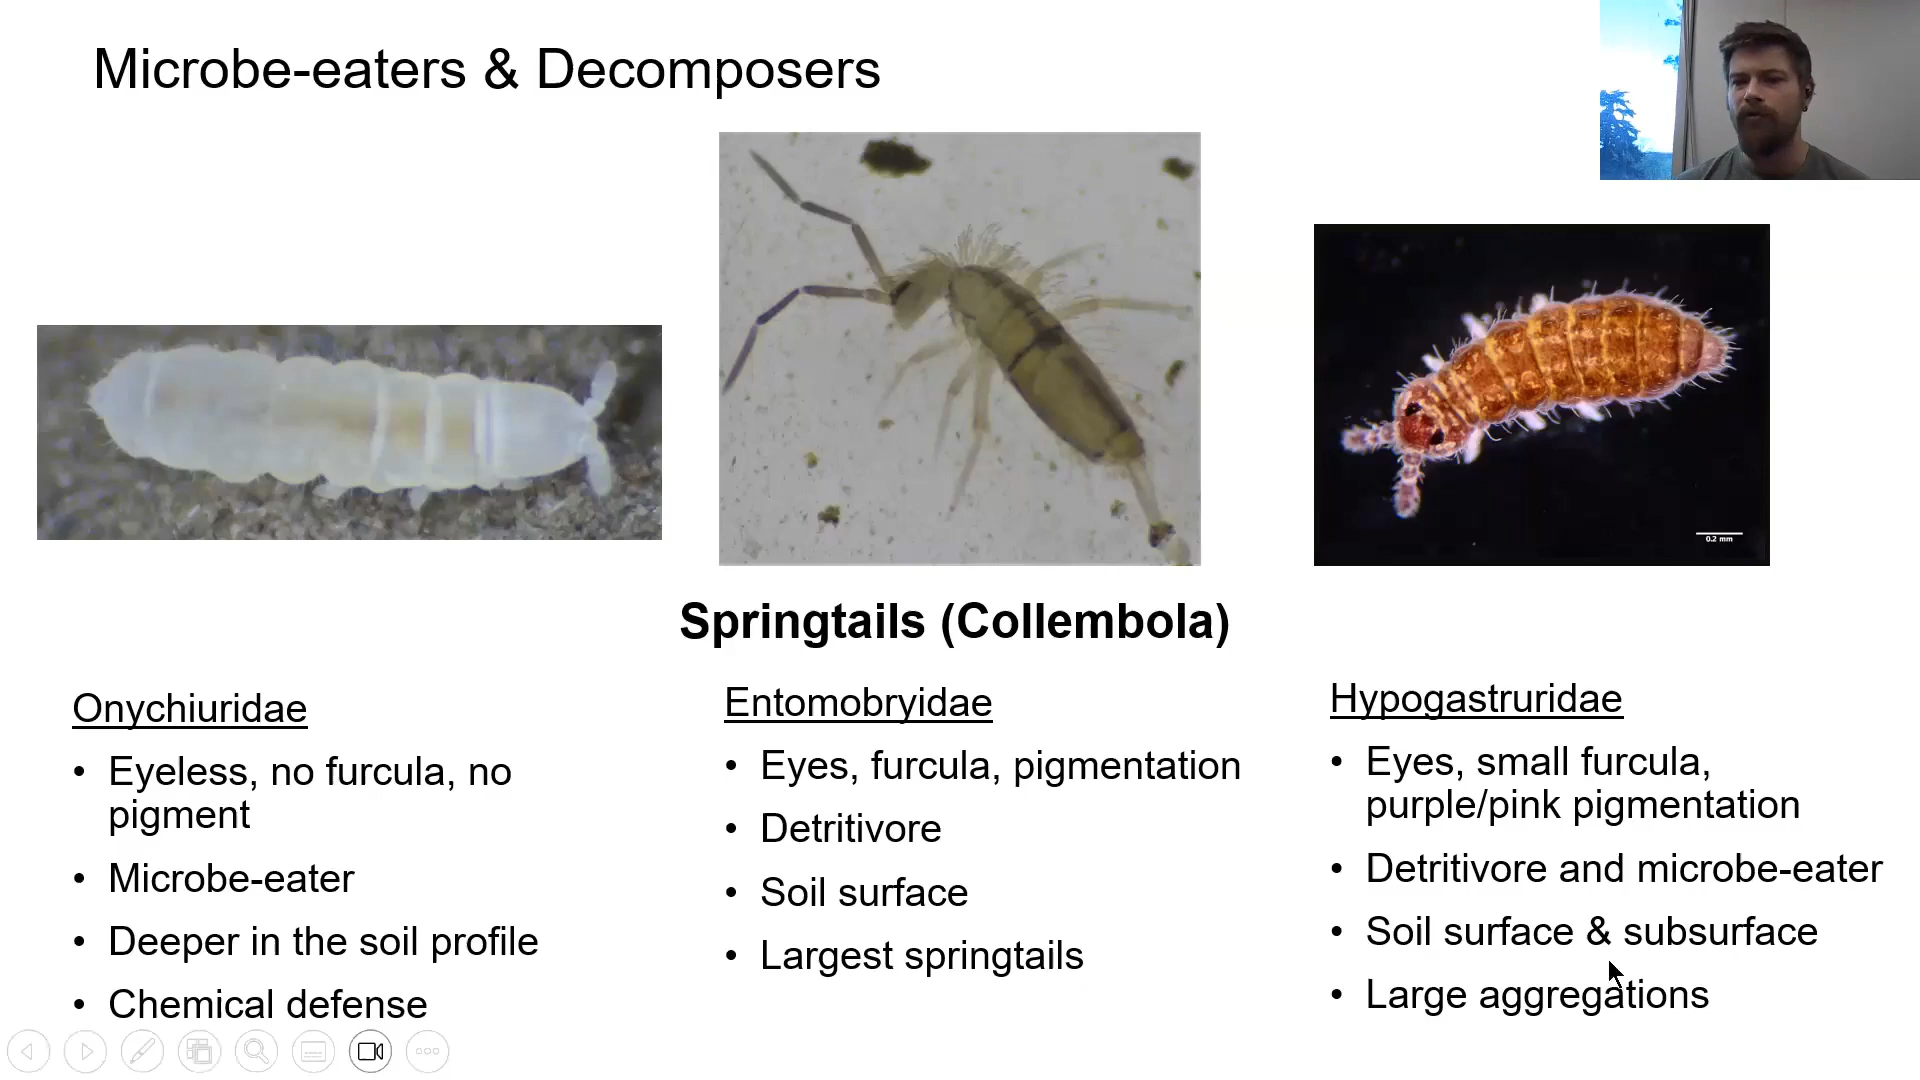 Microbe-eaters & Decomposers
0.2 mm
Springtails (Collembola)
Onychiuridae
• Eyeless, no furcula, no
pigment
• Microbe-eater
• Deeper in the soil profile
• Chemical defense
Entomobryidae
• Eyes, furcula, pigmentation
• Detritivore
• Soil surface
• Largest springtails
Hypogastruridae
• Eyes, small furcula,
purple/pink pigmentation
• Detritivore and microbe-eater
• Soil surface & subsurface
• Large aggregations